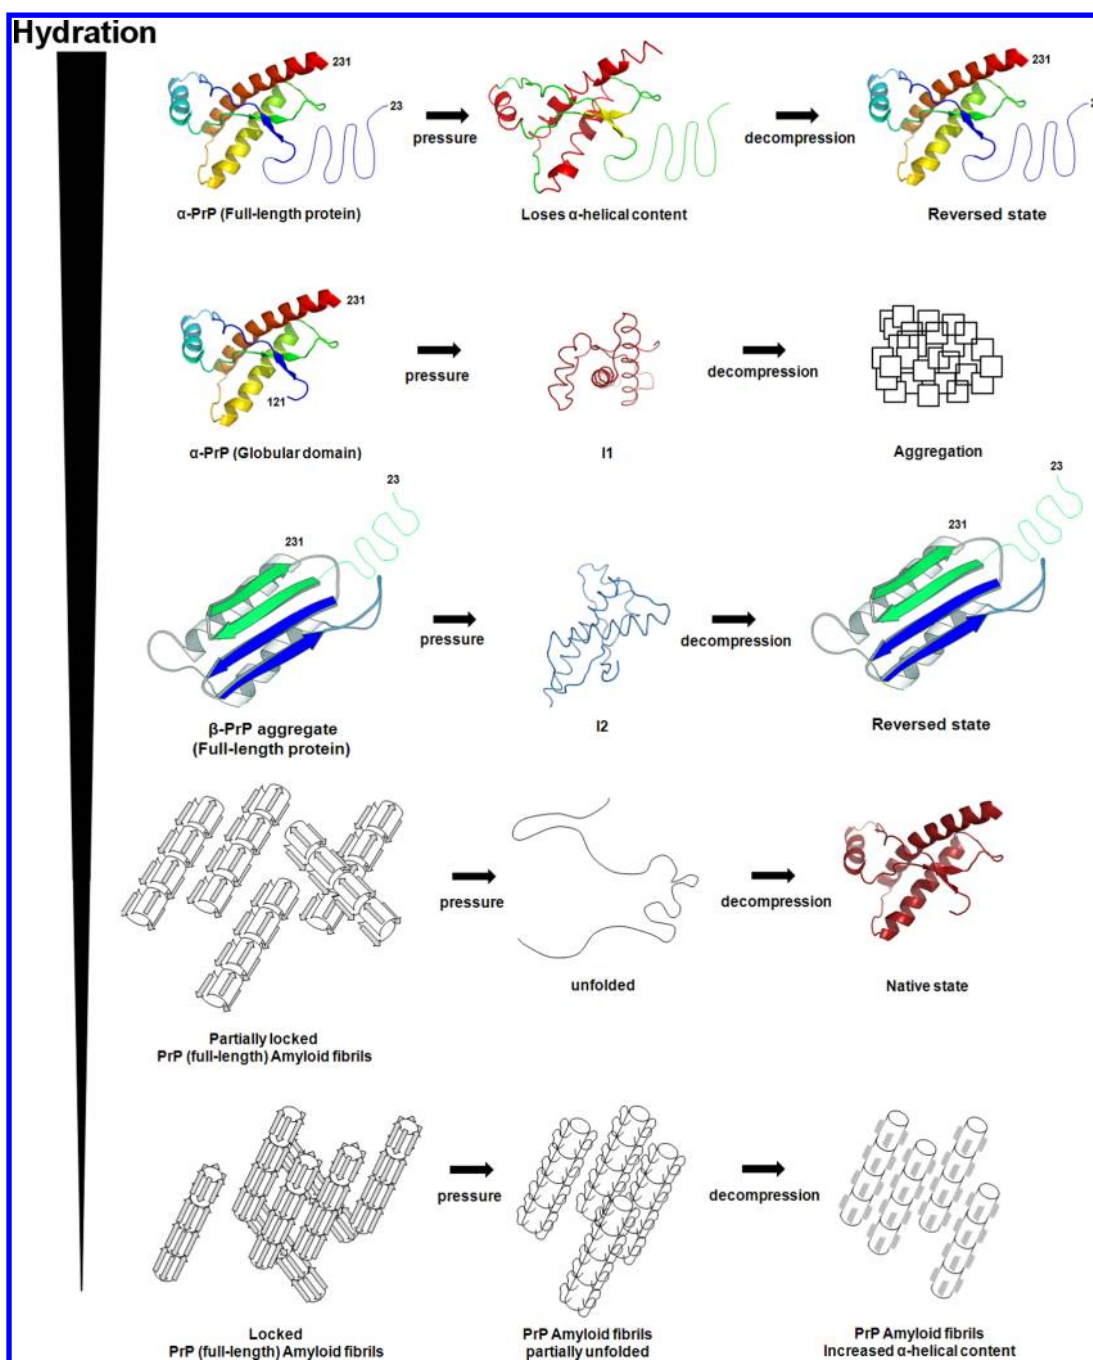 Hydration
231
23
pressure
decompression
231
2
α-PrP (Full-length protein)
Loses α-helical content
Reversed state
231
121
pressure
decompression
α-PrP (Globular domain)
I1
Aggregation
23
231
pressure
decompression
23
231
β-PrP aggregate
(Full-length protein)
I2
Reversed state
pressure
decompression
unfolded
Native state
Partially locked
PrP (full-length) Amyloid fibrils
pressure
decompression
Locked
PrP (full-length) Amyloid fibrils
PrP Amyloid fibrils
partially unfolded
PrP Amyloid fibrils
Increased α-helical content